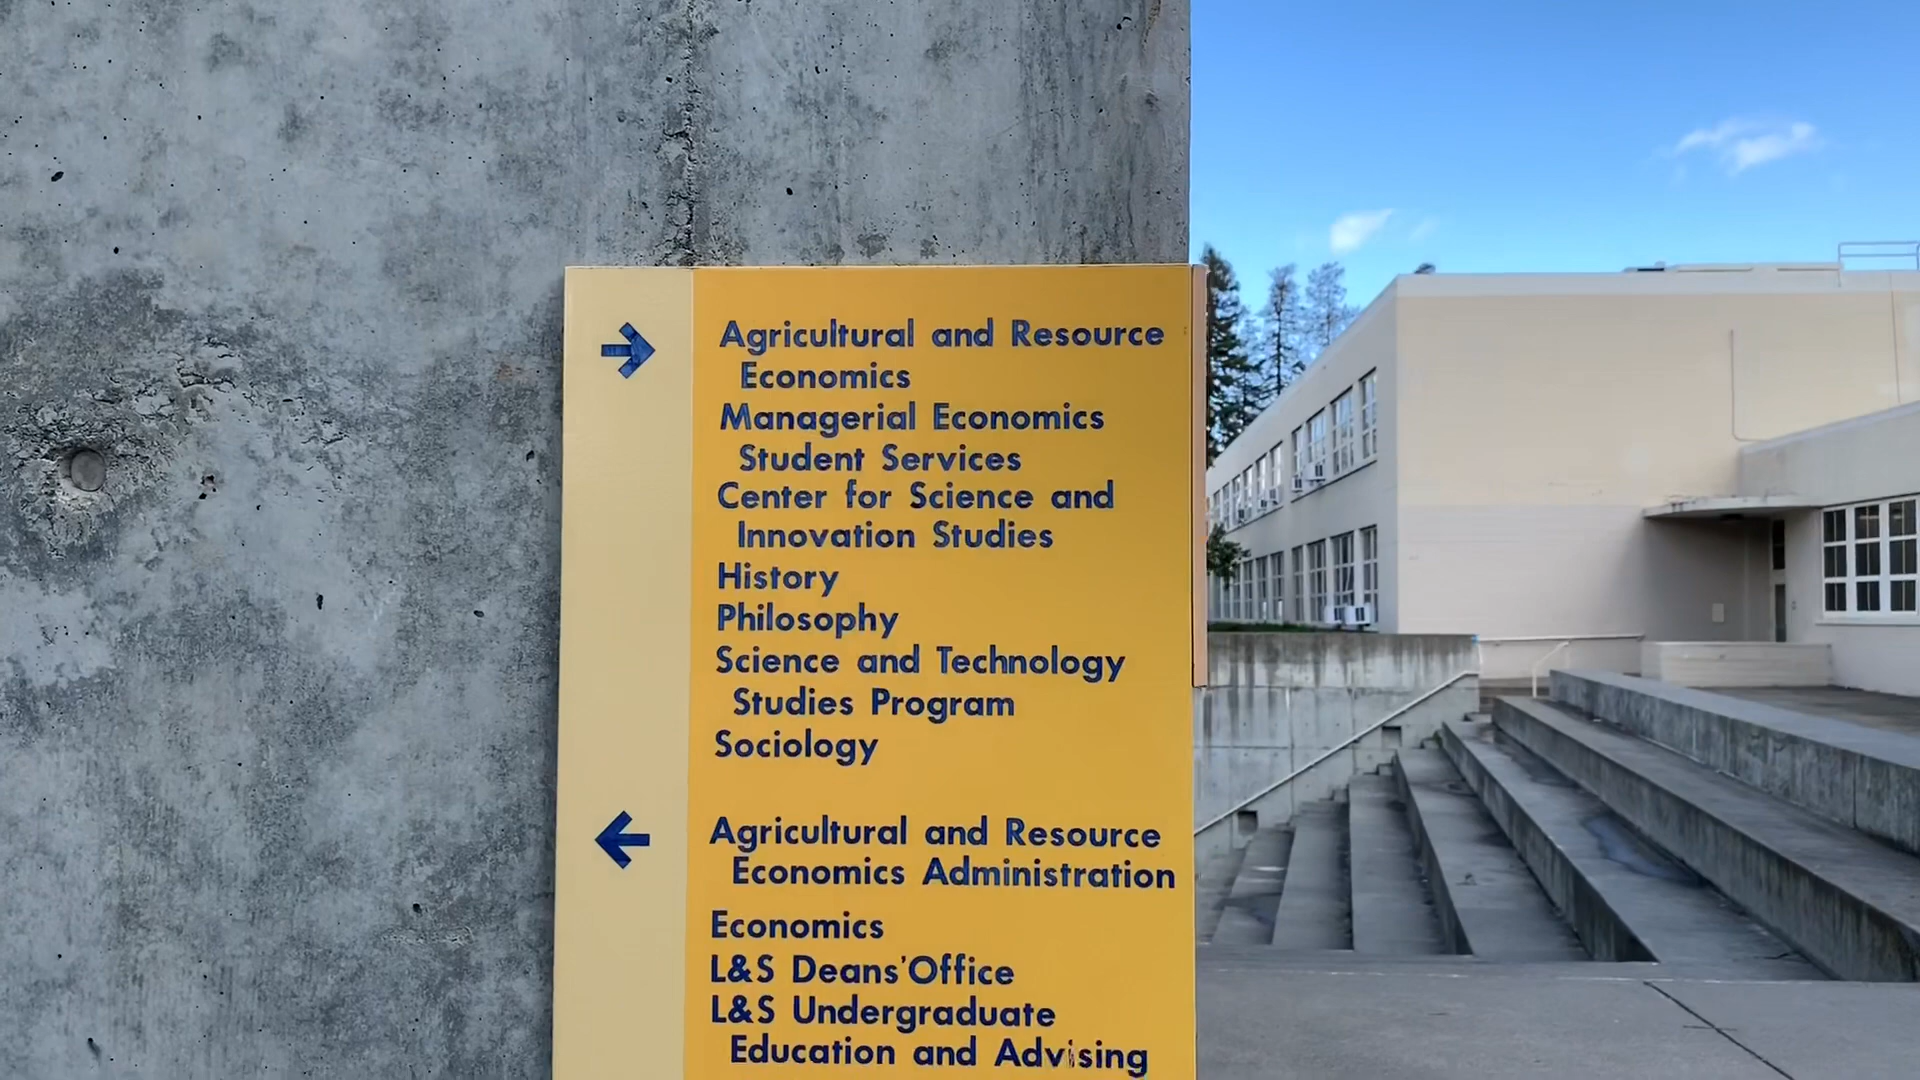 Agricultural and Resource
Economics
Managerial Economics
Student Services
Center for Science and
Innovation Studies
History
Philosophy
Science and Technology
Studies Program
Sociology
Agricultural and Resource
Economics Administration
Economics
L&S Deans'Office
L&S Undergraduate
Education and Advising